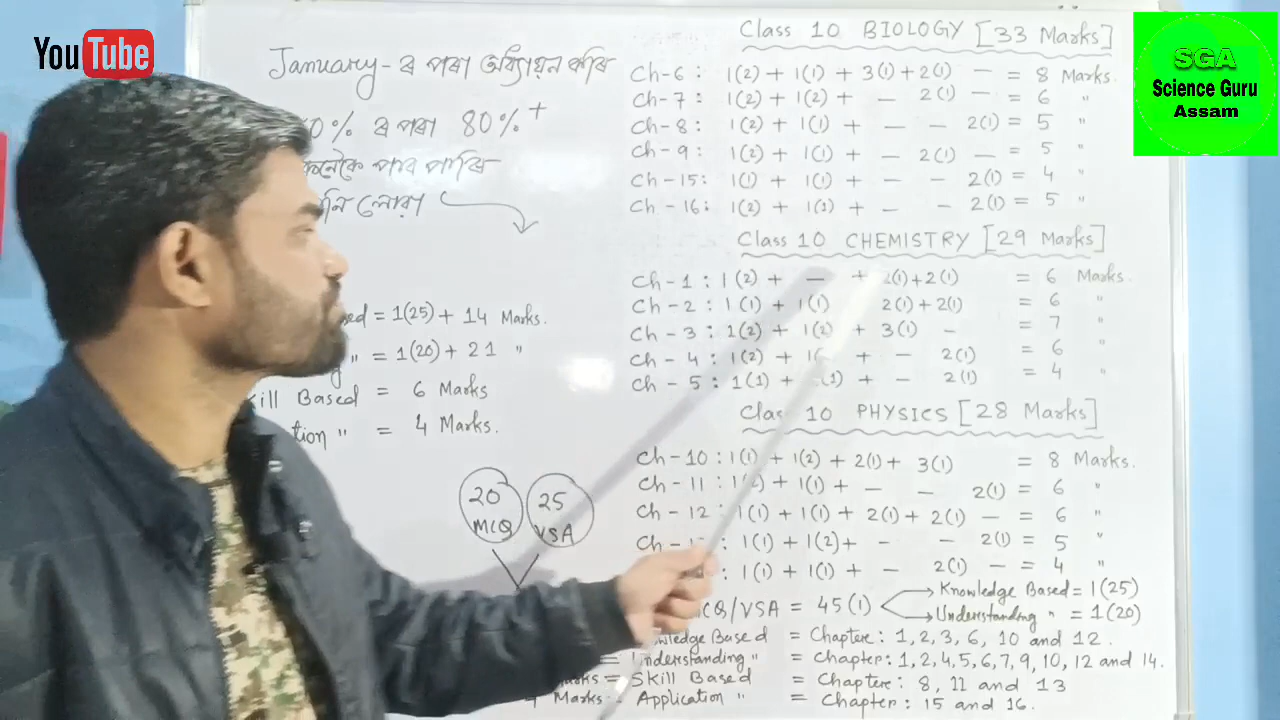 YouTube
SGA
Science Guru
Assam
January - ৰ পৰা অধ্যয়ন কৰি
0% ৰ পৰা 80%+
কেনেকৈ পাব পাৰি
লোৱা
ased = 1(25) + 14 Marks.
" = 1(20) + 21 "
kill Based = 6 Marks
tion " = 4 Marks.
20 MCQ
25 VSA
Class 10 BIOLOGY [33 Marks]
Ch-6 : 1(2) + 1(1) + 3(1) + 2(1) — = 8 Marks.
Ch-7 : 1(2) + 1(2) + — 2(1) — = 6 "
Ch-8 : 1(2) + 1(1) + — — 2(1) = 5 "
Ch-9 : 1(2) + 1(1) + — 2(1) — = 5 "
Ch-15: 1(1) + 1(1) + — — 2(1) = 4 "
Ch-16: 1(2) + 1(1) + — — 2(1) = 5 "
Class 10 CHEMISTRY [29 Marks]
Ch-1 : 1(2) + — + 2(1) + 2(1) = 6 Marks.
Ch-2 : 1(1) + 1(1) 2(1) + 2(1) = 6 "
Ch-3 : 1(2) + 1(2) + 3(1) — = 7 "
Ch-4 : 1(2) + + — 2(1) = 6 "
Ch-5 : 1(1) + (1) + — 2(1) = 4 "
Class 10 PHYSICS [28 Marks]
Ch-10 : 1(1) + 1(2) + 2(1) + 3(1) = 8 Marks.
Ch-11 : + 1(1) + — — 2(1) = 6 "
Ch-12 : 1(1) + 1(1) + 2(1) + 2(1) — = 6 "
Ch- : 1(1) + 1(2) + — — 2(1) = 5 "
: 1(1) + 1(1) + — 2(1) — = 4 "
CQ/VSA = 45(1)
Knowledge Based = 1(25)
Understanding " = 1(20)
nowledge Based = Chapter: 1, 2, 3, 6, 10 and 12.
= Understanding " = Chapter: 1, 2, 4, 5, 6, 7, 9, 10, 12 and 14.
Marks = Skill Based = Chapter: 8, 11 and 13
Marks Application " = Chapter: 15 and 16.